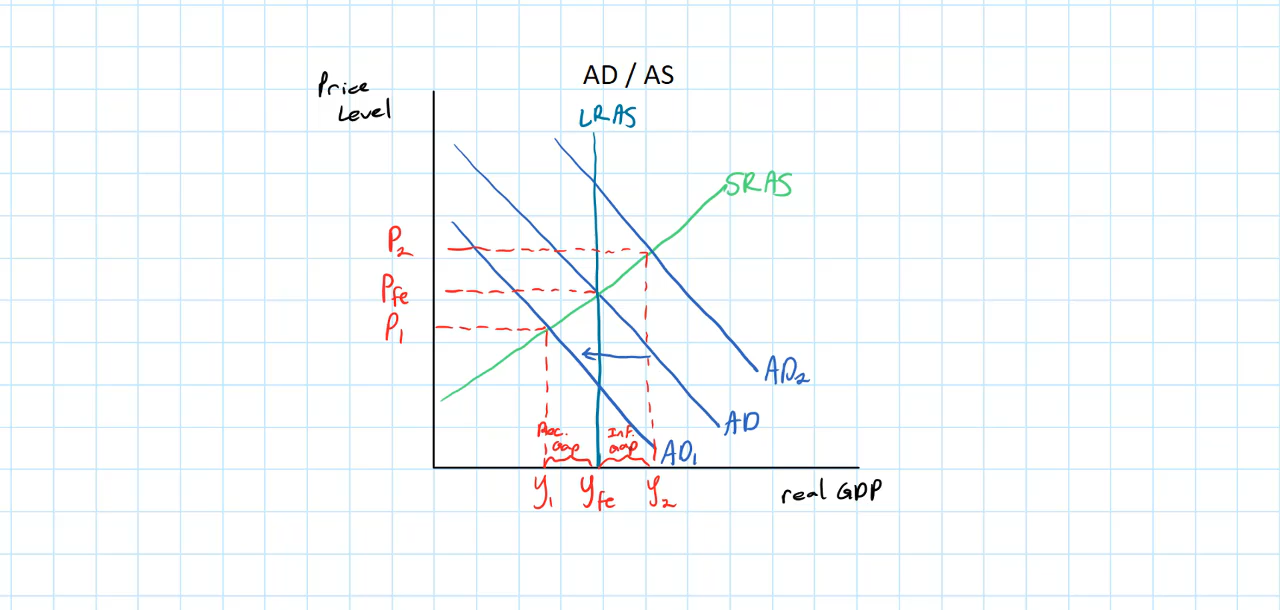 AD / AS
Price
Level
LRAS
SRAS
P2
Pfe
P1
AD2
AD
Rec.
gap
Inf.
gap
AD1
y1
yfe
y2
real GDP